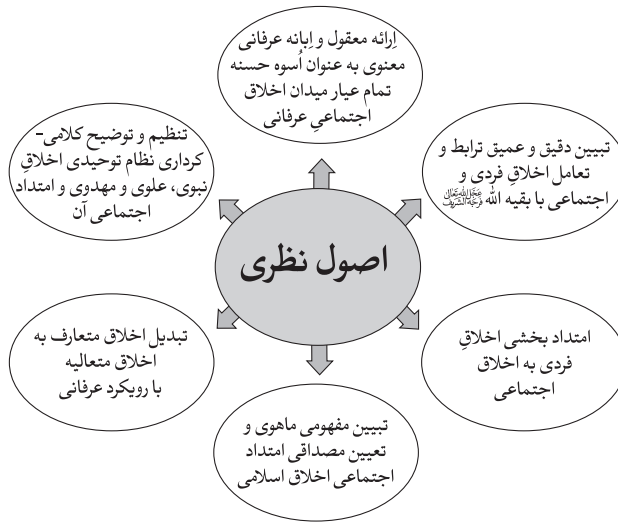 اِرائه معقول و اِبانه عرفانی
معنوی به عنوان اُسوه حسنه
تمام عیار میدان اخلاق
اجتماعیِ عرفانی
تبیین دقیق و عمیق ترابط و
تعامل اخلاقِ فردی و
اجتماعی با بقیه الله عجّل‌الله‌تعالی فرجه‌الشریف
تنظیم و توضیح کلامی-
کرداری نظام توحیدی اخلاقِ
نبوی، علوی و مهدوی و امتداد
اجتماعی آن
اصول نظری
امتداد بخشی اخلاقِ
فردی به اخلاق
اجتماعی
تبدیل اخلاق متعارف به
اخلاق متعالیه
با رویکرد عرفانی
تبیین مفهومی ماهوی و
تعیین مصداقی امتداد
اجتماعی اخلاق اسلامی